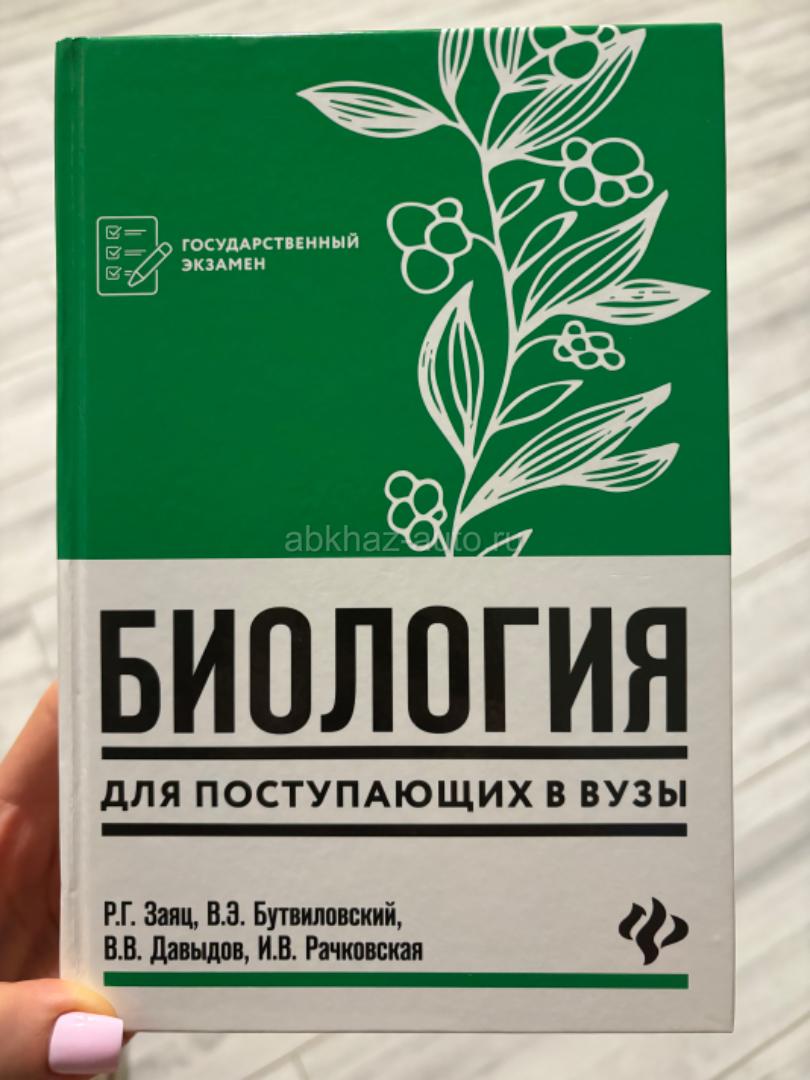 ГОСУДАРСТВЕННЫЙ
ЭКЗАМЕН
abkhaz-auto.ru
БИОЛОГИЯ
ДЛЯ ПОСТУПАЮЩИХ В ВУЗЫ
Р.Г. Заяц, В.Э. Бутвиловский,
В.В. Давыдов, И.В. Рачковская